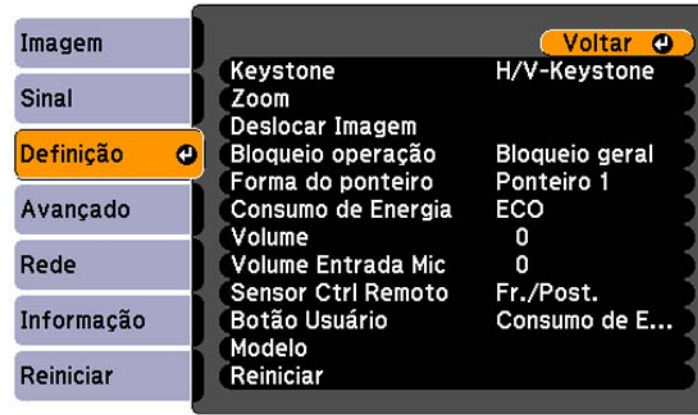 Imagem
Sinal
Definição
Avançado
Rede
Informação
Reiniciar
Voltar
Keystone H/V-Keystone
Zoom
Deslocar Imagem
Bloqueio operação Bloqueio geral
Forma do ponteiro Ponteiro 1
Consumo de Energia ECO
Volume 0
Volume Entrada Mic 0
Sensor Ctrl Remoto Fr./Post.
Botão Usuário Consumo de E...
Modelo
Reiniciar